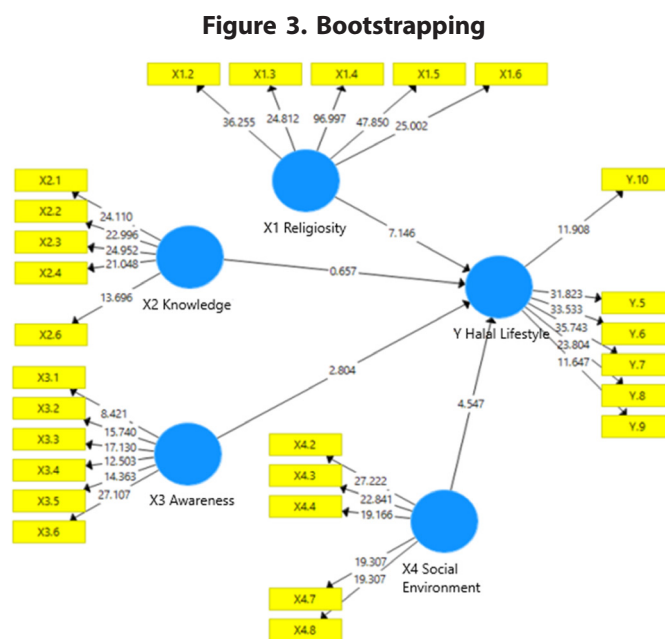 Figure 3. Bootstrapping
X1.2
X1.3
X1.4
X1.5
X1.6
36.255
24.812
96.997
47.850
25.002
X1 Religiosity
7.146
X2.1
X2.2
X2.3
X2.4
X2.6
24.110
22.996
24.952
21.048
13.696
X2 Knowledge
0.657
Y.10
11.908
Y Halal Lifestyle
31.823
33.533
35.743
23.804
11.647
Y.5
Y.6
Y.7
Y.8
Y.9
X3.1
X3.2
X3.3
X3.4
X3.5
X3.6
8.421
15.740
17.130
12.503
14.363
27.107
X3 Awareness
2.804
4.547
X4.2
X4.3
X4.4
27.222
22.841
19.166
X4 Social
Environment
19.307
19.307
X4.7
X4.8